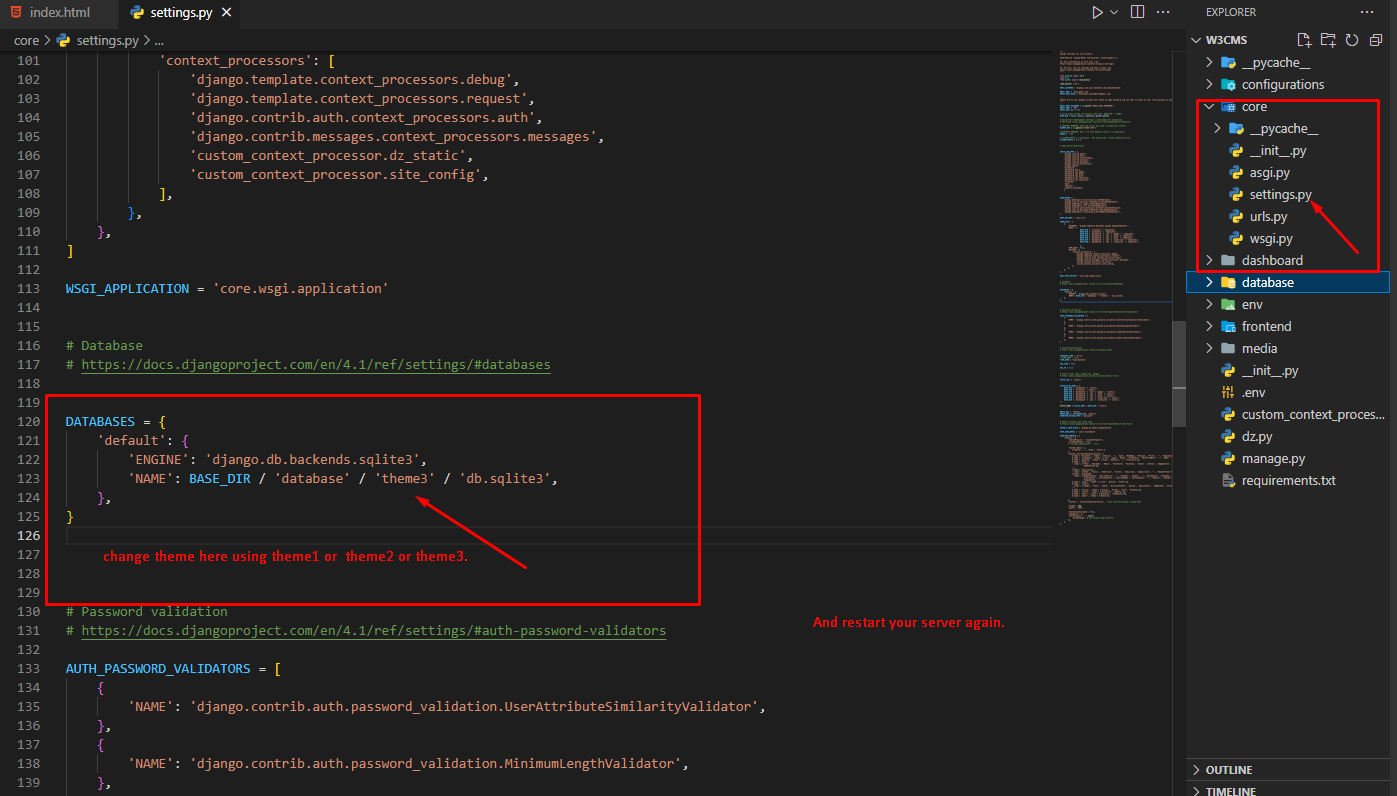 index.html
settings.py
EXPLORER
core > settings.py > ...
W3CMS
101 'context_processors': [
102 'django.template.context_processors.debug',
103 'django.template.context_processors.request',
104 'django.contrib.auth.context_processors.auth',
105 'django.contrib.messages.context_processors.messages',
106 'custom_context_processor.dz_static',
107 'custom_context_processor.site_config',
108 ],
109 },
110 },
111 ]
112
113 WSGI_APPLICATION = 'core.wsgi.application'
114
115
116 # Database
117 # https://docs.djangoproject.com/en/4.1/ref/settings/#databases
118
119
120 DATABASES = {
121 'default': {
122 'ENGINE': 'django.db.backends.sqlite3',
123 'NAME': BASE_DIR / 'database' / 'theme3' / 'db.sqlite3',
124 },
125 }
126
127 change theme here using theme1 or theme2 or theme3.
128
129
130 # Password validation
And restart your server again.
131 # https://docs.djangoproject.com/en/4.1/ref/settings/#auth-password-validators
132
133 AUTH_PASSWORD_VALIDATORS = [
134 {
135 'NAME': 'django.contrib.auth.password_validation.UserAttributeSimilarityValidator',
136 },
137 {
138 'NAME': 'django.contrib.auth.password_validation.MinimumLengthValidator',
139 },
__pycache__
configurations
core
__pycache__
__init__.py
asgi.py
settings.py
urls.py
wsgi.py
dashboard
database
env
frontend
media
__init__.py
.env
custom_context_proces...
dz.py
manage.py
requirements.txt
OUTLINE
TIMELINE